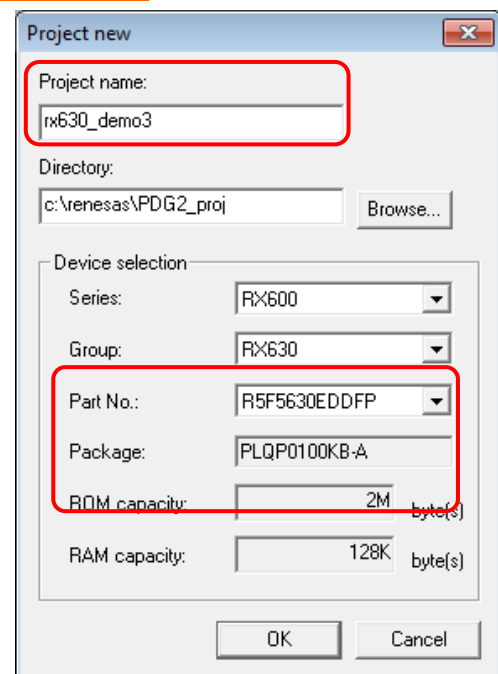 Project new
Project name:
rx630_demo3
Directory:
c:\renesas\PDG2_proj
Browse...
Device selection
Series:
RX600
Group:
RX630
Part No.:
R5F5630EDDFP
Package:
PLQP0100KB-A
ROM capacity:
2M
byte(s)
RAM capacity:
128K
byte(s)
OK
Cancel